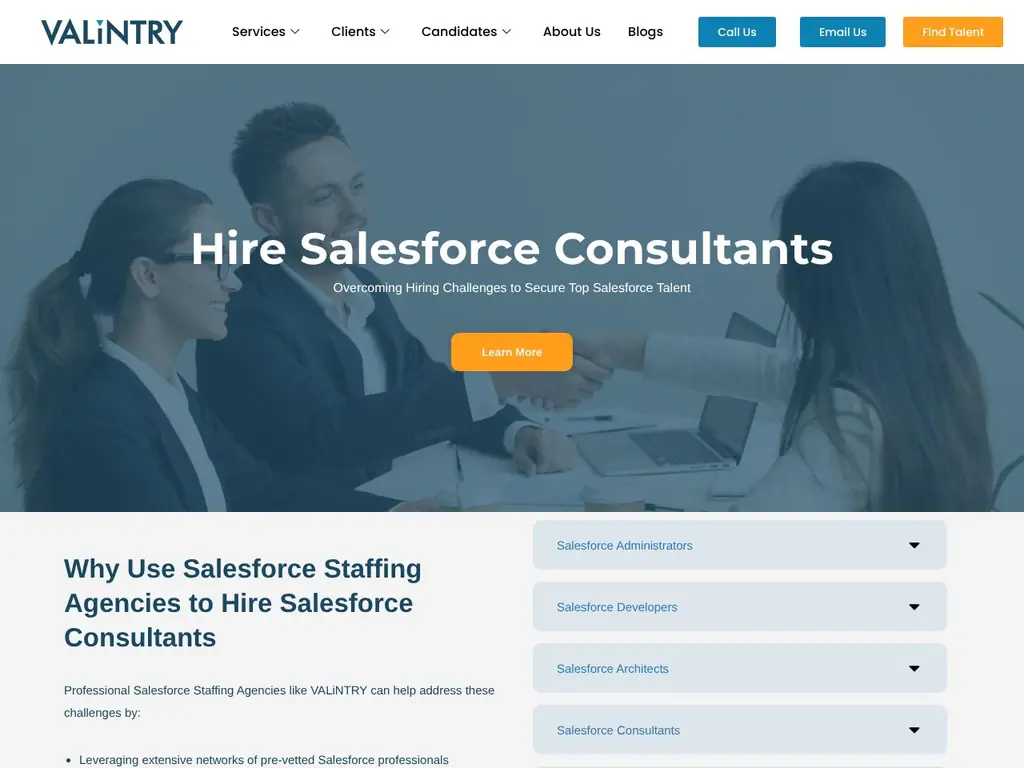 VALiNTRY
Services
Clients
Candidates
About Us
Blogs
Call Us
Email Us
Find Talent
Hire Salesforce Consultants
Overcoming Hiring Challenges to Secure Top Salesforce Talent
Learn More
Why Use Salesforce Staffing
Agencies to Hire Salesforce
Consultants
Professional Salesforce Staffing Agencies like VALiNTRY can help address these
challenges by:
• Leveraging extensive networks of pre-vetted Salesforce professionals
Salesforce Administrators
Salesforce Developers
Salesforce Architects
Salesforce Consultants